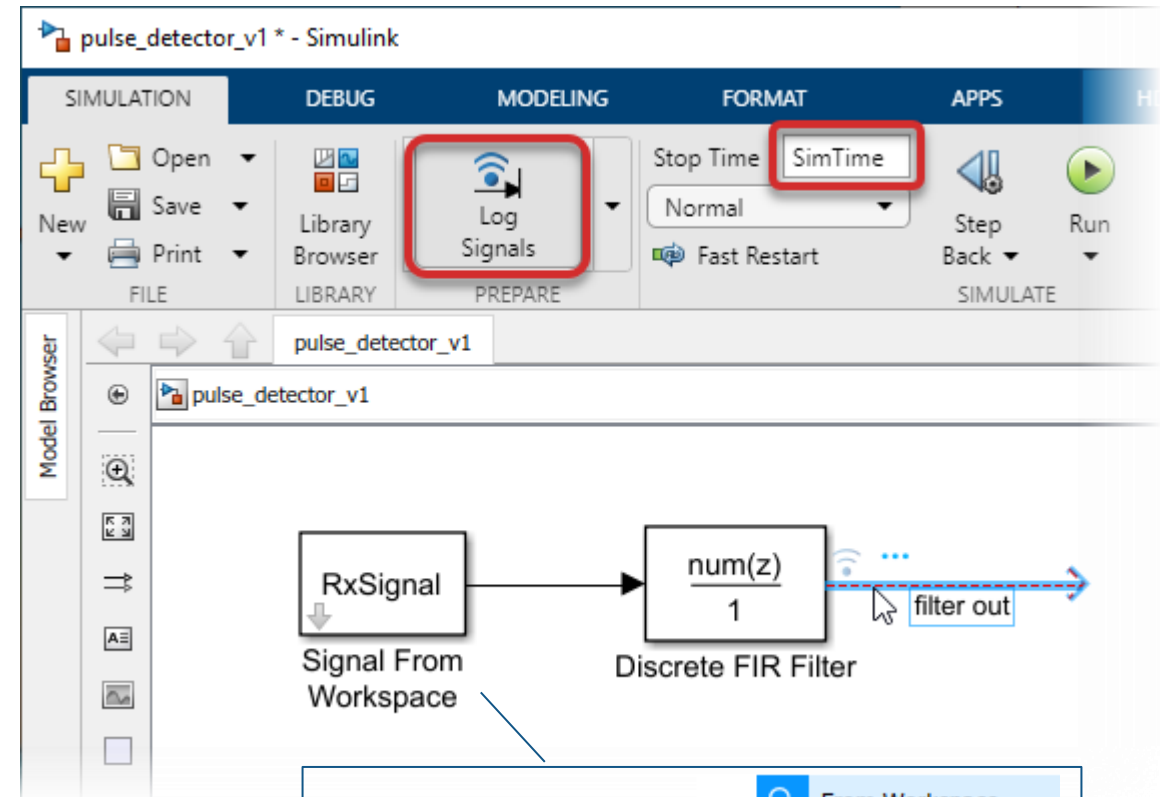 pulse_detector_v1 * - Simulink
SIMULATION DEBUG MODELING FORMAT APPS
New
Open
Save
Print
FILE
Library
Browser
LIBRARY
Log
Signals
PREPARE
Stop Time SimTime
Normal
Fast Restart
Step
Back
Run
SIMULATE
Model Browser
pulse_detector_v1
pulse_detector_v1
A
RxSignal
Signal From
Workspace
num(z)
1
Discrete FIR Filter
filter out
From Workspace